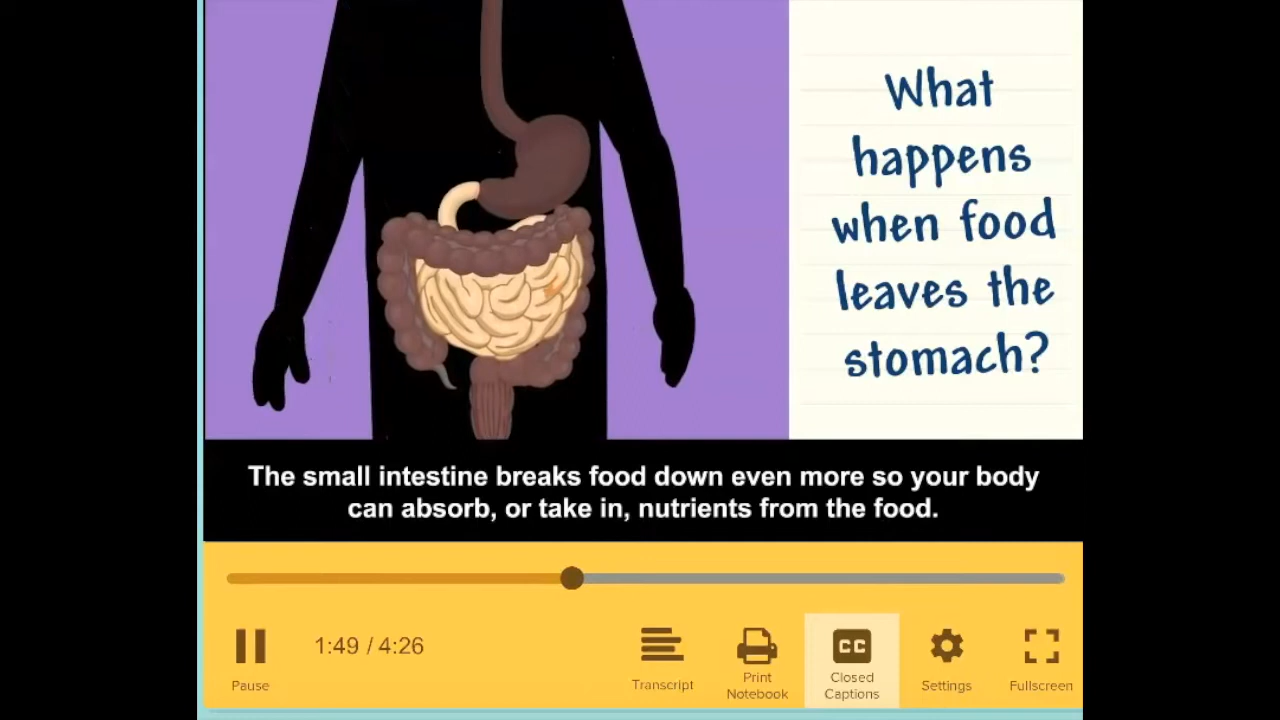 What
happens
when food
leaves the
stomach?
The small intestine breaks food down even more so your body
can absorb, or take in, nutrients from the food.
1:49 / 4:26
Pause
Transcript
Print
Notebook
CC
Closed
Captions
Settings
Fullscreen